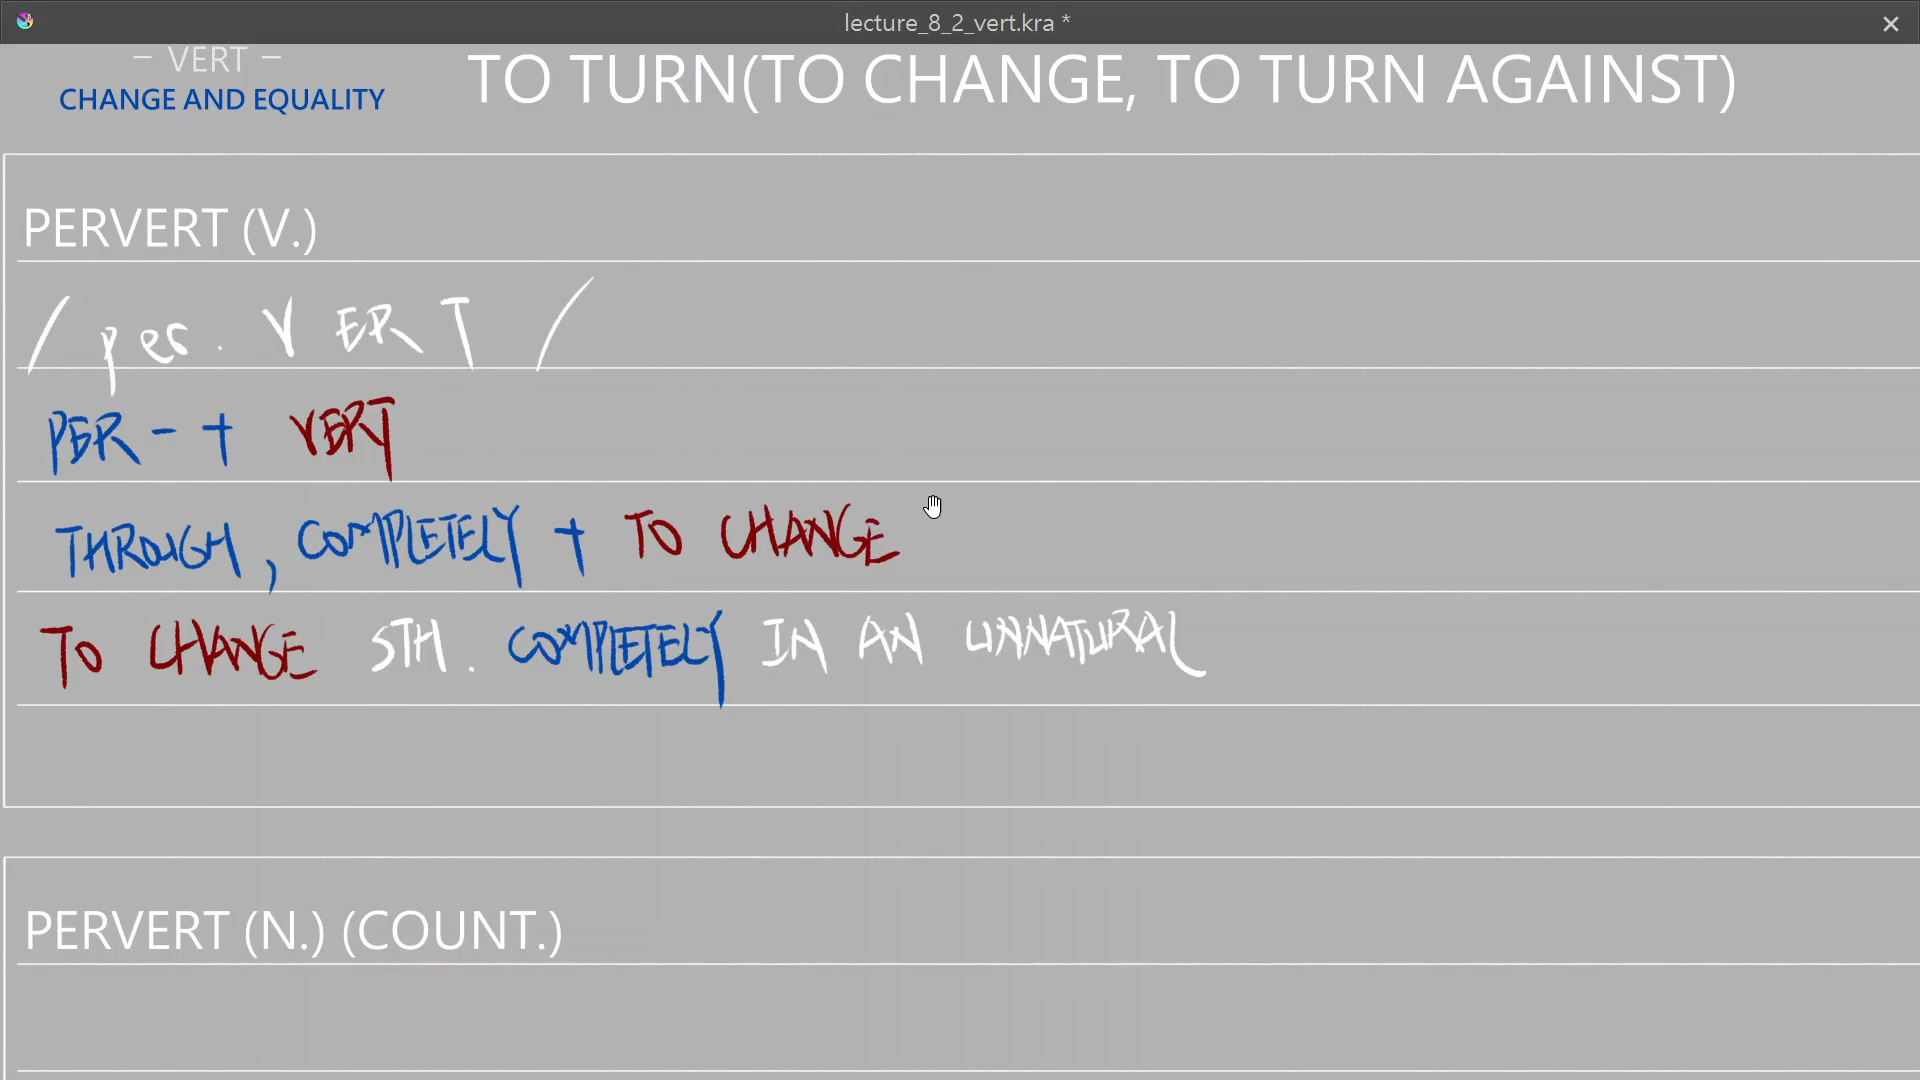 lecture_8_2_vert.kra *
– VERT –
CHANGE AND EQUALITY
TO TURN(TO CHANGE, TO TURN AGAINST)
PERVERT (V.)
/ per. VERT /
PER - + VERT
THROUGH, COMPLETELY + TO CHANGE
TO CHANGE STH. COMPLETELY IN AN UNNATURAL
PERVERT (N.) (COUNT.)